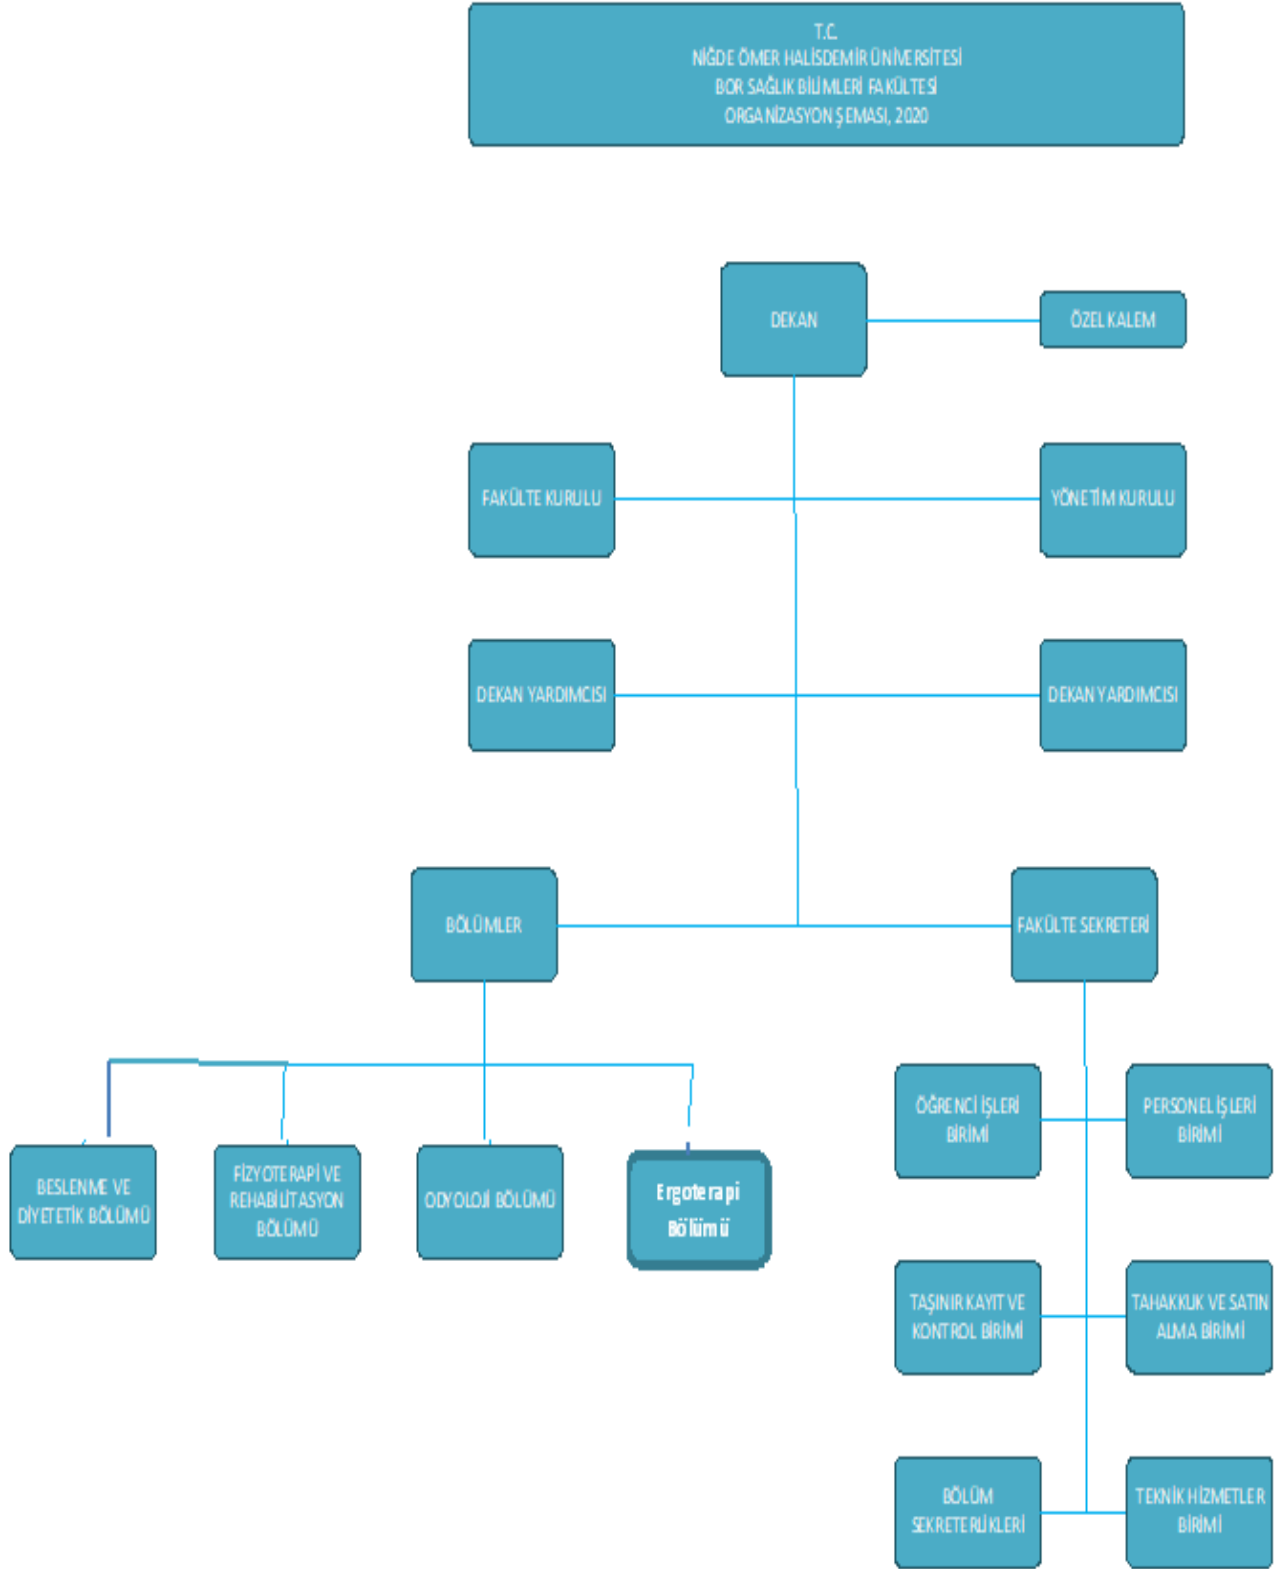 T.C.
NİĞDE ÖMER HALİSDEMİR ÜNİVERSİTESİ
BOR SAĞLIK BİLİMLERİ FAKÜLTESİ
ORGANİZASYON ŞEMASI, 2020
DEKAN
ÖZEL KALEM
FAKÜLTE KURULU
YÖNETİM KURULU
DEKAN YARDIMCISI
DEKAN YARDIMCISI
BÖLÜMLER
FAKÜLTE SEKRETERİ
BESLENME VE
DİYETETİK BÖLÜMÜ
FİZYOTERAPİ VE
REHABİLİTASYON
BÖLÜMÜ
ODYOLOJİ BÖLÜMÜ
Ergoterapi
Bölümü
ÖĞRENCİ İŞLERİ
BİRİMİ
PERSONEL İŞLERİ
BİRİMİ
TAŞINIR KAYIT VE
KONTROL BİRİMİ
TAHAKKUK VE SATIN
ALMA BİRİMİ
BÖLÜM
SEKRETERLİKLERİ
TEKNİK HİZMETLER
BİRİMİ